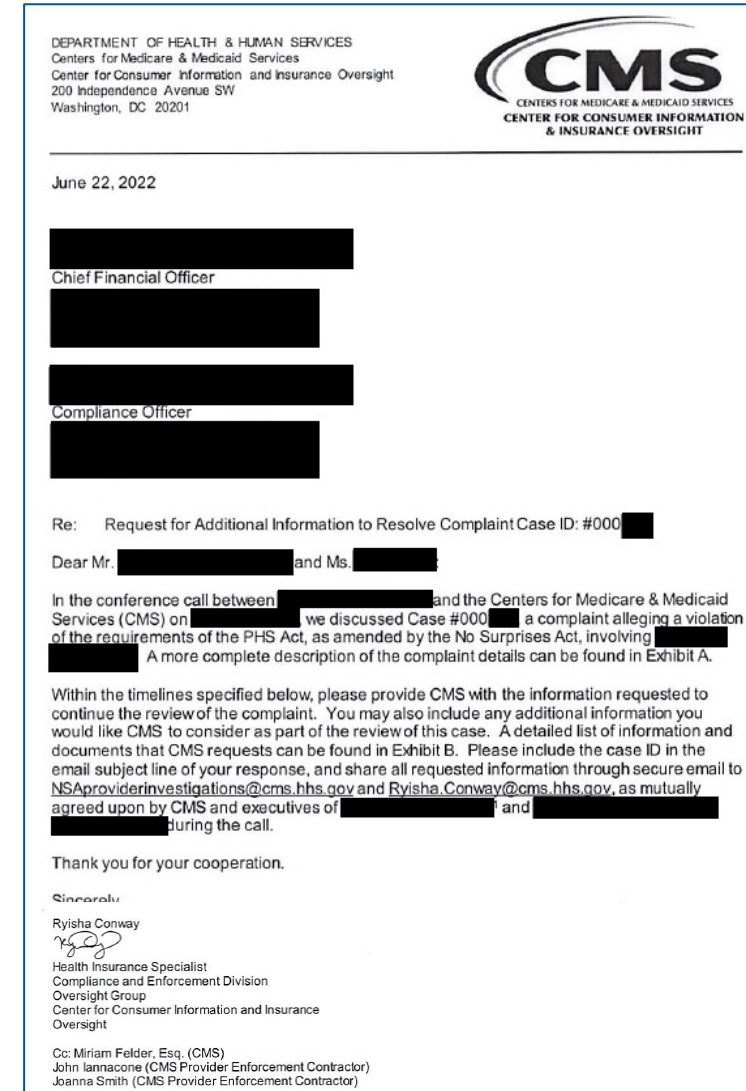 DEPARTMENT OF HEALTH & HUMAN SERVICES
Centers for Medicare & Medicaid Services
Center for Consumer Information and Insurance Oversight
200 Independence Avenue SW
Washington, DC 20201
CMS
CENTERS FOR MEDICARE & MEDICAID SERVICES
CENTER FOR CONSUMER INFORMATION
& INSURANCE OVERSIGHT
June 22, 2022
Chief Financial Officer
Compliance Officer
Re: Request for Additional Information to Resolve Complaint Case ID: #000
Dear Mr. and Ms. :
In the conference call between and the Centers for Medicare & Medicaid
Services (CMS) on , we discussed Case #000 a complaint alleging a violation
of the requirements of the PHS Act, as amended by the No Surprises Act, involving
A more complete description of the complaint details can be found in Exhibit A.
Within the timelines specified below, please provide CMS with the information requested to
continue the review of the complaint. You may also include any additional information you
would like CMS to consider as part of the review of this case. A detailed list of information and
documents that CMS requests can be found in Exhibit B. Please include the case ID in the
email subject line of your response, and share all requested information through secure email to
NSAproviderinvestigations@cms.hhs.gov and Ryisha.Conway@cms.hhs.gov, as mutually
agreed upon by CMS and executives of and
during the call.
Thank you for your cooperation.
Sincerely
Ryisha Conway
Health Insurance Specialist
Compliance and Enforcement Division
Oversight Group
Center for Consumer Information and Insurance
Oversight
Cc: Miriam Felder, Esq. (CMS)
John Iannacone (CMS Provider Enforcement Contractor)
Joanna Smith (CMS Provider Enforcement Contractor)